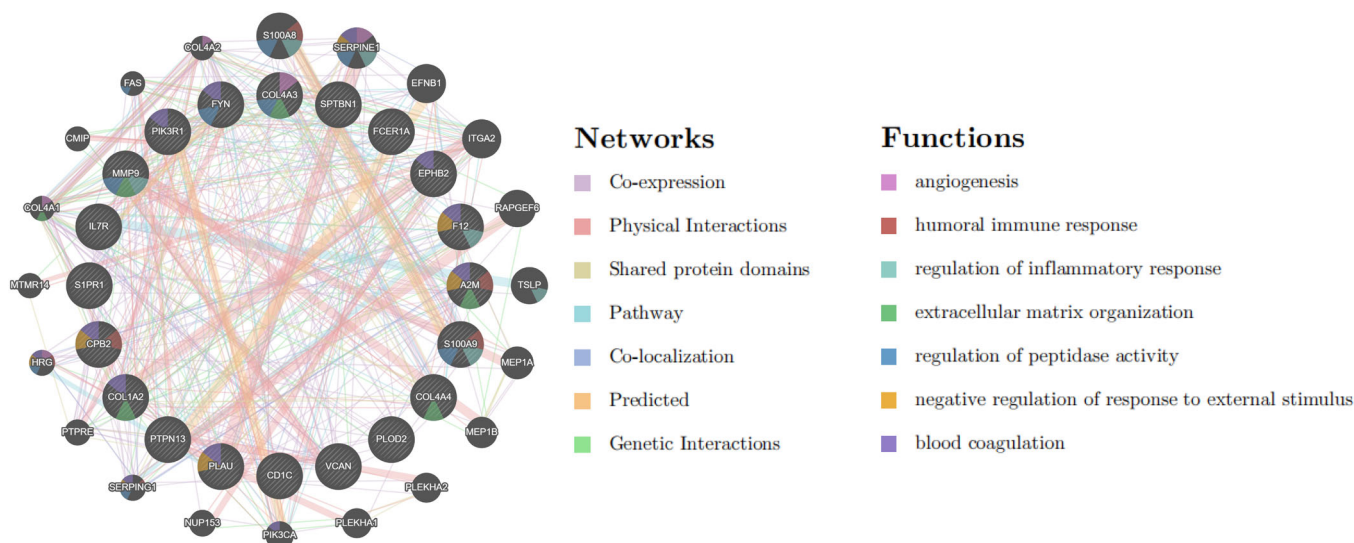 S100A8
COL4A2
SERPINE1
FAS
EFNB1
COL4A3
FYN
SPTBN1
PIK3R1
FCER1A
CMIP
ITGA2
MMP9
EPHB2
COL4A1
RAPGEF6
IL7R
F12
MTMR14
S1PR1
A2M
TSLP
CPB2
S100A9
HRG
MEP1A
COL1A2
COL4A4
PTPRE
PTPN13
PLOD2
MEP1B
PLAU
CD1C
VCAN
SERPING1
PLEKHA2
NUP153
PIK3CA
PLEKHA1
Networks
Co-expression
Physical Interactions
Shared protein domains
Pathway
Co-localization
Predicted
Genetic Interactions
Functions
angiogenesis
humoral immune response
regulation of inflammatory response
extracellular matrix organization
regulation of peptidase activity
negative regulation of response to external stimulus
blood coagulation